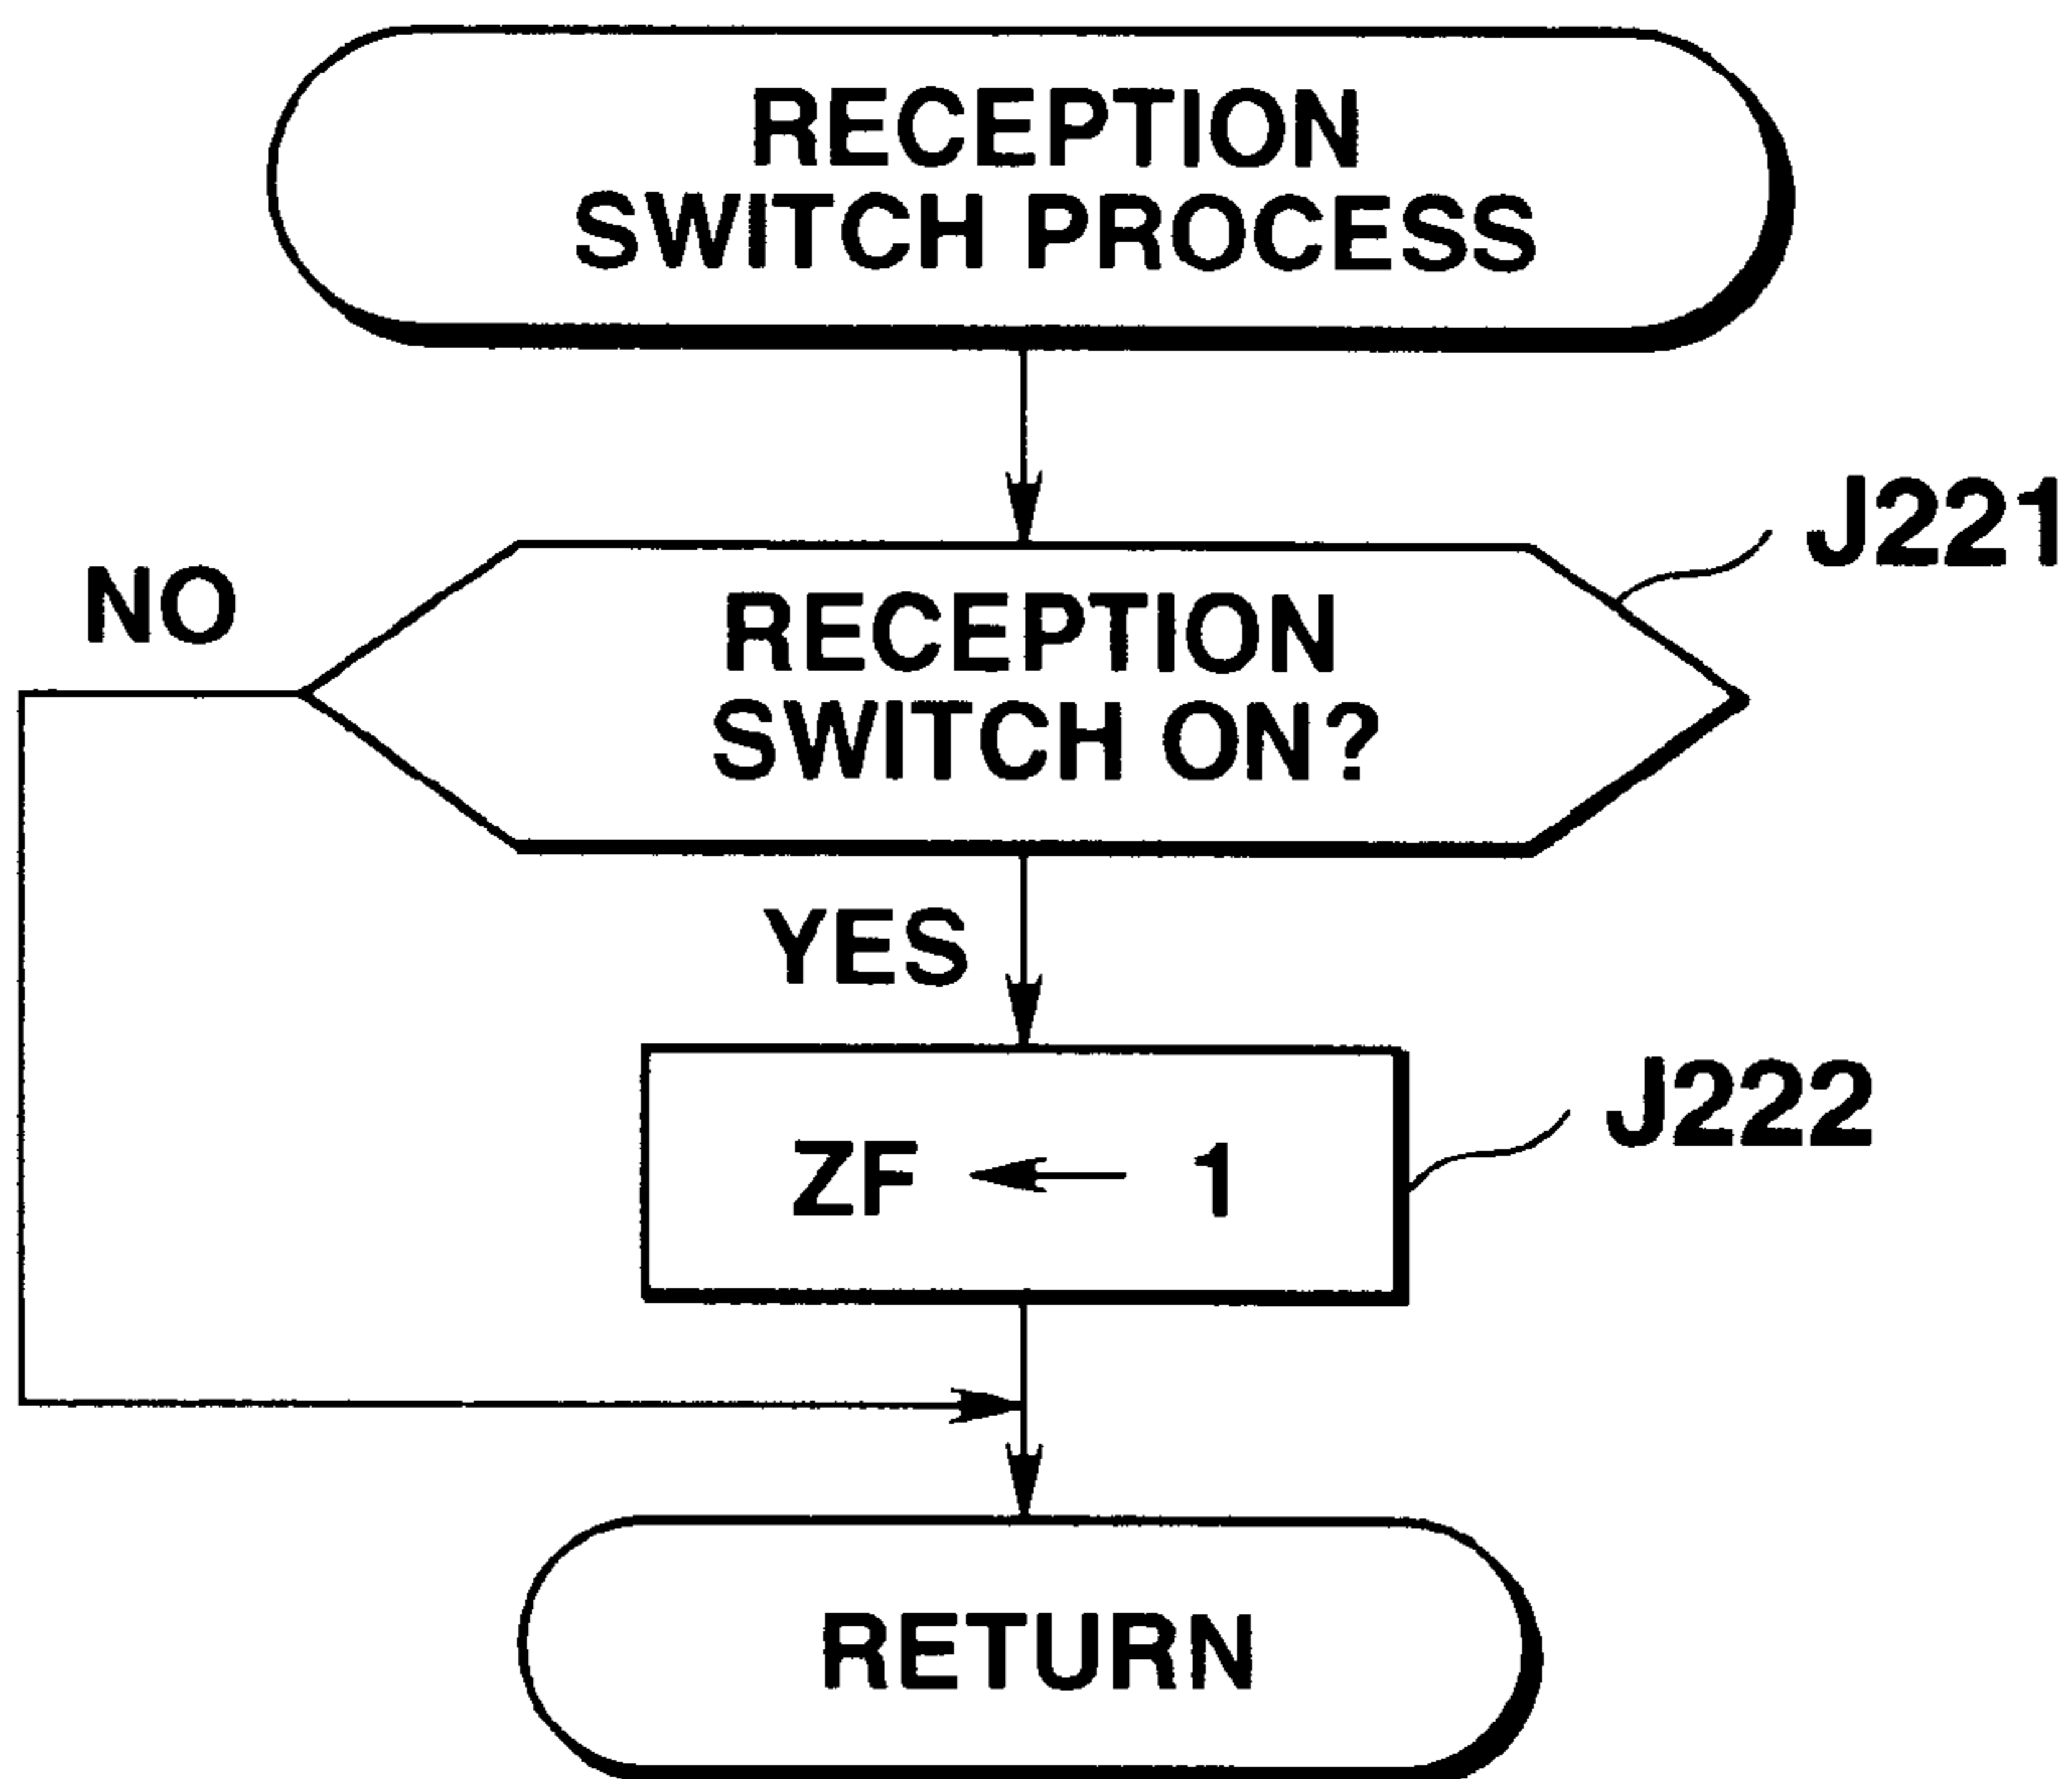 RECEPTION
SWITCH PROCESS
J221
NO
RECEPTION
SWITCH ON?
YES
J222
ZF ← 1
RETURN